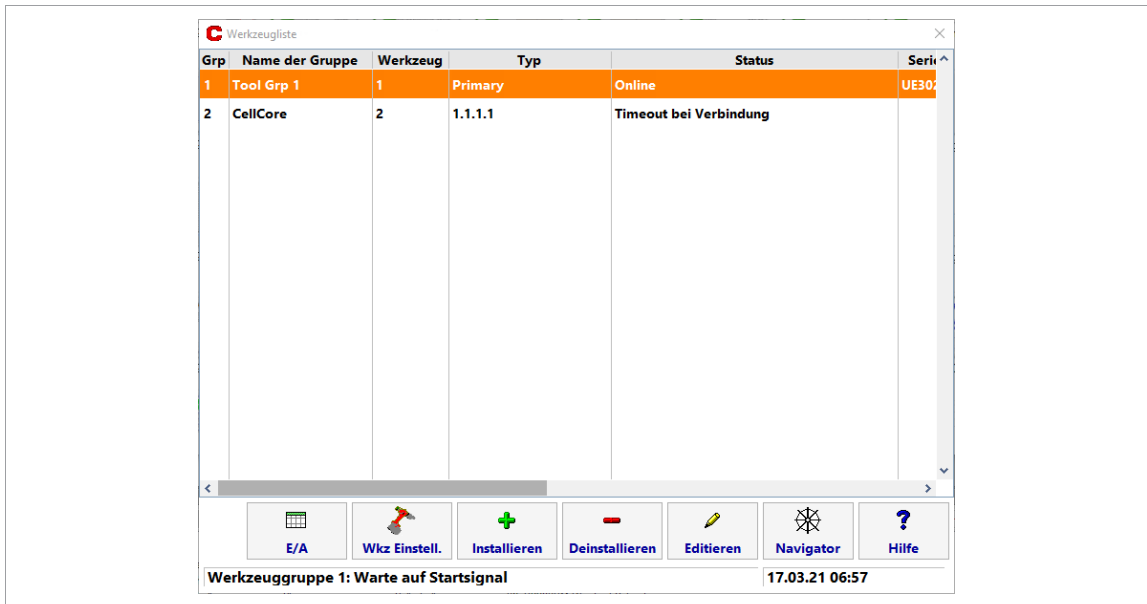 C Werkzeugliste
Grp Name der Gruppe Werkzeug Typ Status
1 Tool Grp 1 1 Primary Online
2 CellCore 2 1.1.1.1 Timeout bei Verbindung
E/A Wkz Einstell. Installieren Deinstallieren Editieren Navigator Hilfe
Werkzeuggruppe 1: Warte auf Startsignal 17.03.21 06:57